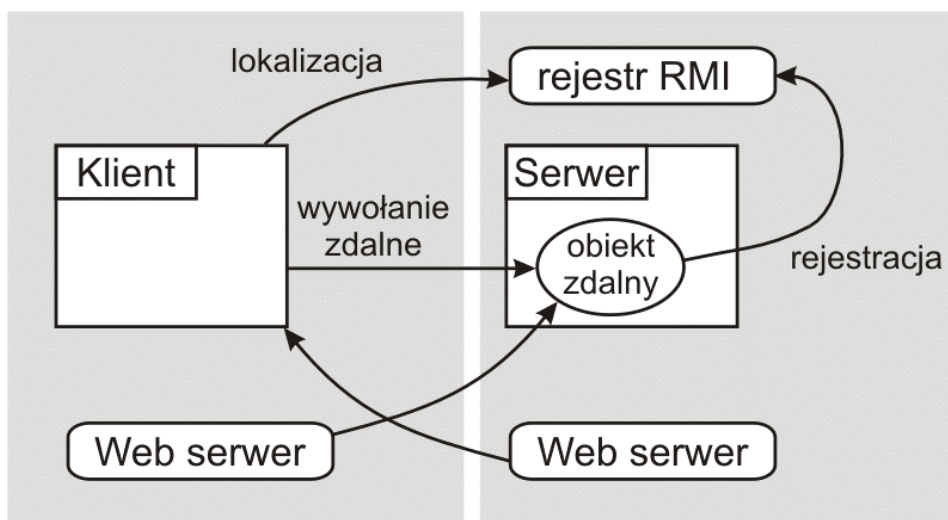 lokalizacja
rejestr RMI
Klient
Serwer
wywołanie
zdalne
obiekt
zdalny
rejestracja
Web serwer
Web serwer